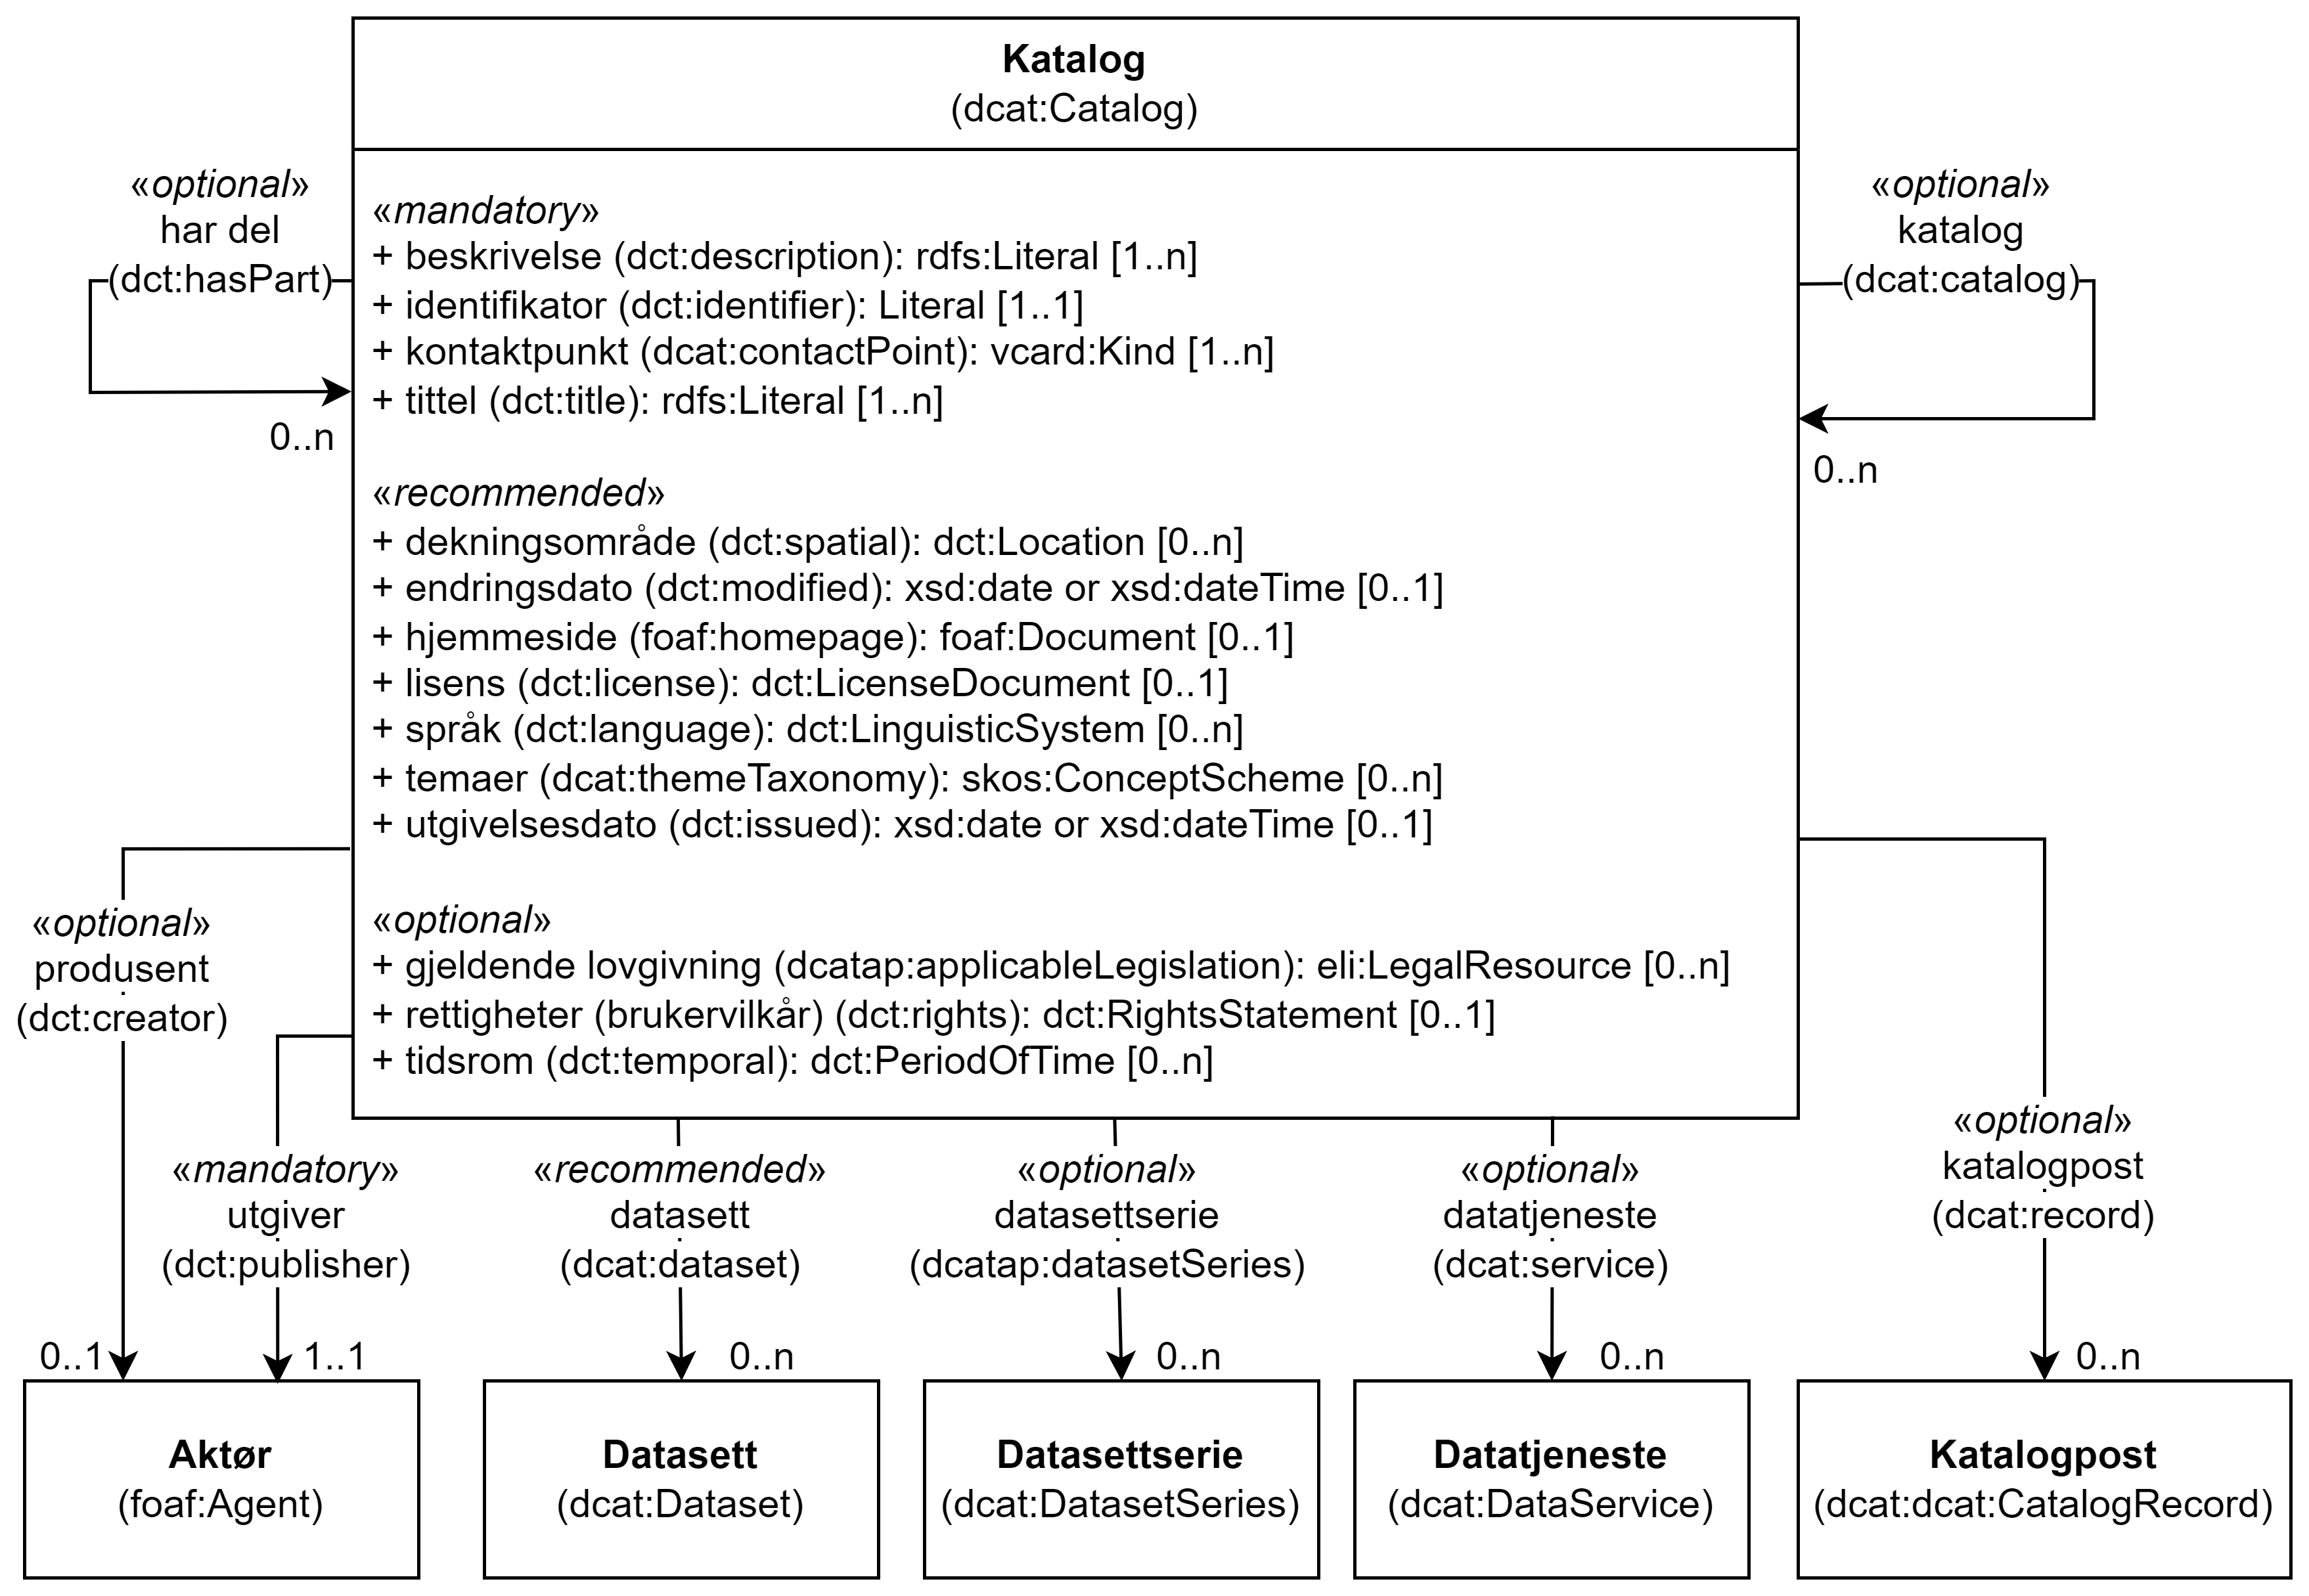 Katalog
(dcat:Catalog)
«optional»
har del
(dct:hasPart)
0..n
«optional»
katalog
(dcat:catalog)
0..n
«mandatory»
+ beskrivelse (dct:description): rdfs:Literal [1..n]
+ identifikator (dct:identifier): Literal [1..1]
+ kontaktpunkt (dcat:contactPoint): vcard:Kind [1..n]
+ tittel (dct:title): rdfs:Literal [1..n]
«recommended»
+ dekningsområde (dct:spatial): dct:Location [0..n]
+ endringsdato (dct:modified): xsd:date or xsd:dateTime [0..1]
+ hjemmeside (foaf:homepage): foaf:Document [0..1]
+ lisens (dct:license): dct:LicenseDocument [0..1]
+ språk (dct:language): dct:LinguisticSystem [0..n]
+ temaer (dcat:themeTaxonomy): skos:ConceptScheme [0..n]
+ utgivelsesdato (dct:issued): xsd:date or xsd:dateTime [0..1]
«optional»
+ gjeldende lovgivning (dcatap:applicableLegislation): eli:LegalResource [0..n]
+ rettigheter (brukervilkår) (dct:rights): dct:RightsStatement [0..1]
+ tidsrom (dct:temporal): dct:PeriodOfTime [0..n]
«optional»
produsent
(dct:creator)
0..1
«mandatory»
utgiver
(dct:publisher)
1..1
«recommended»
datasett
(dcat:dataset)
0..n
«optional»
datasettserie
(dcatap:datasetSeries)
0..n
«optional»
datatjeneste
(dcat:service)
0..n
«optional»
katalogpost
(dcat:record)
0..n
Aktør
(foaf:Agent)
Datasett
(dcat:Dataset)
Datasettserie
(dcat:DatasetSeries)
Datatjeneste
(dcat:DataService)
Katalogpost
(dcat:dcat:CatalogRecord)